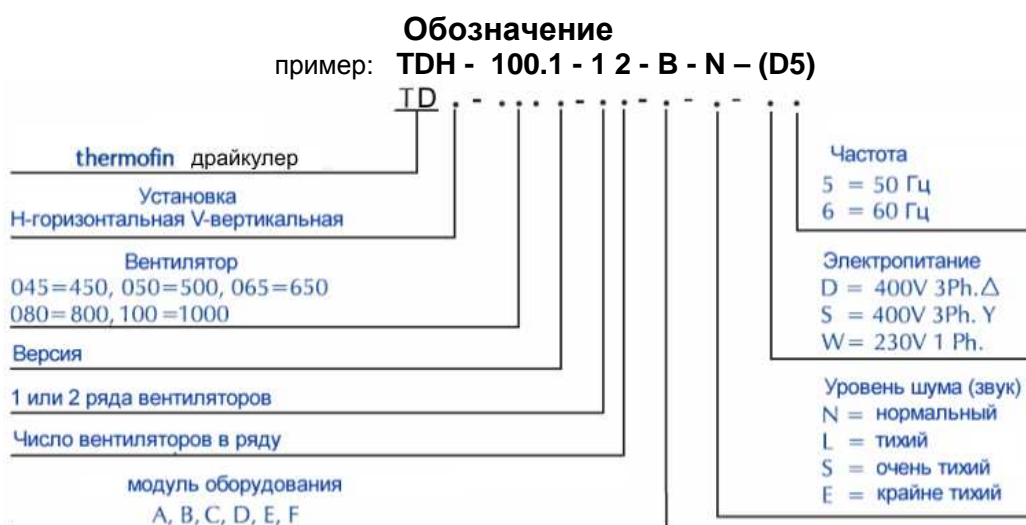 Обозначение
пример: TDH - 100.1 - 1 2 - B - N – (D5)
TD . - . . . . - . . - . - . - . .
thermofin драйкулер
Установка
H-горизонтальная V-вертикальная
Вентилятор
045=450, 050=500, 065=650
080=800, 100=1000
Версия
1 или 2 ряда вентиляторов
Число вентиляторов в ряду
модуль оборудования
A, B, C, D, E, F
Частота
5 = 50 Гц
6 = 60 Гц
Электропитание
D = 400V 3Ph.△
S = 400V 3Ph. Y
W = 230V 1 Ph.
Уровень шума (звук)
N = нормальный
L = тихий
S = очень тихий
E = крайне тихий